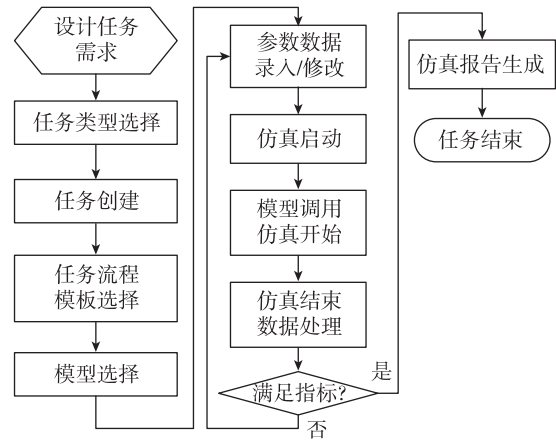 设计任务
需求
任务类型选择
任务创建
任务流程
模板选择
模型选择
参数数据
录入/修改
仿真启动
模型调用
仿真开始
仿真结束
数据处理
满足指标?
是
否
仿真报告生成
任务结束